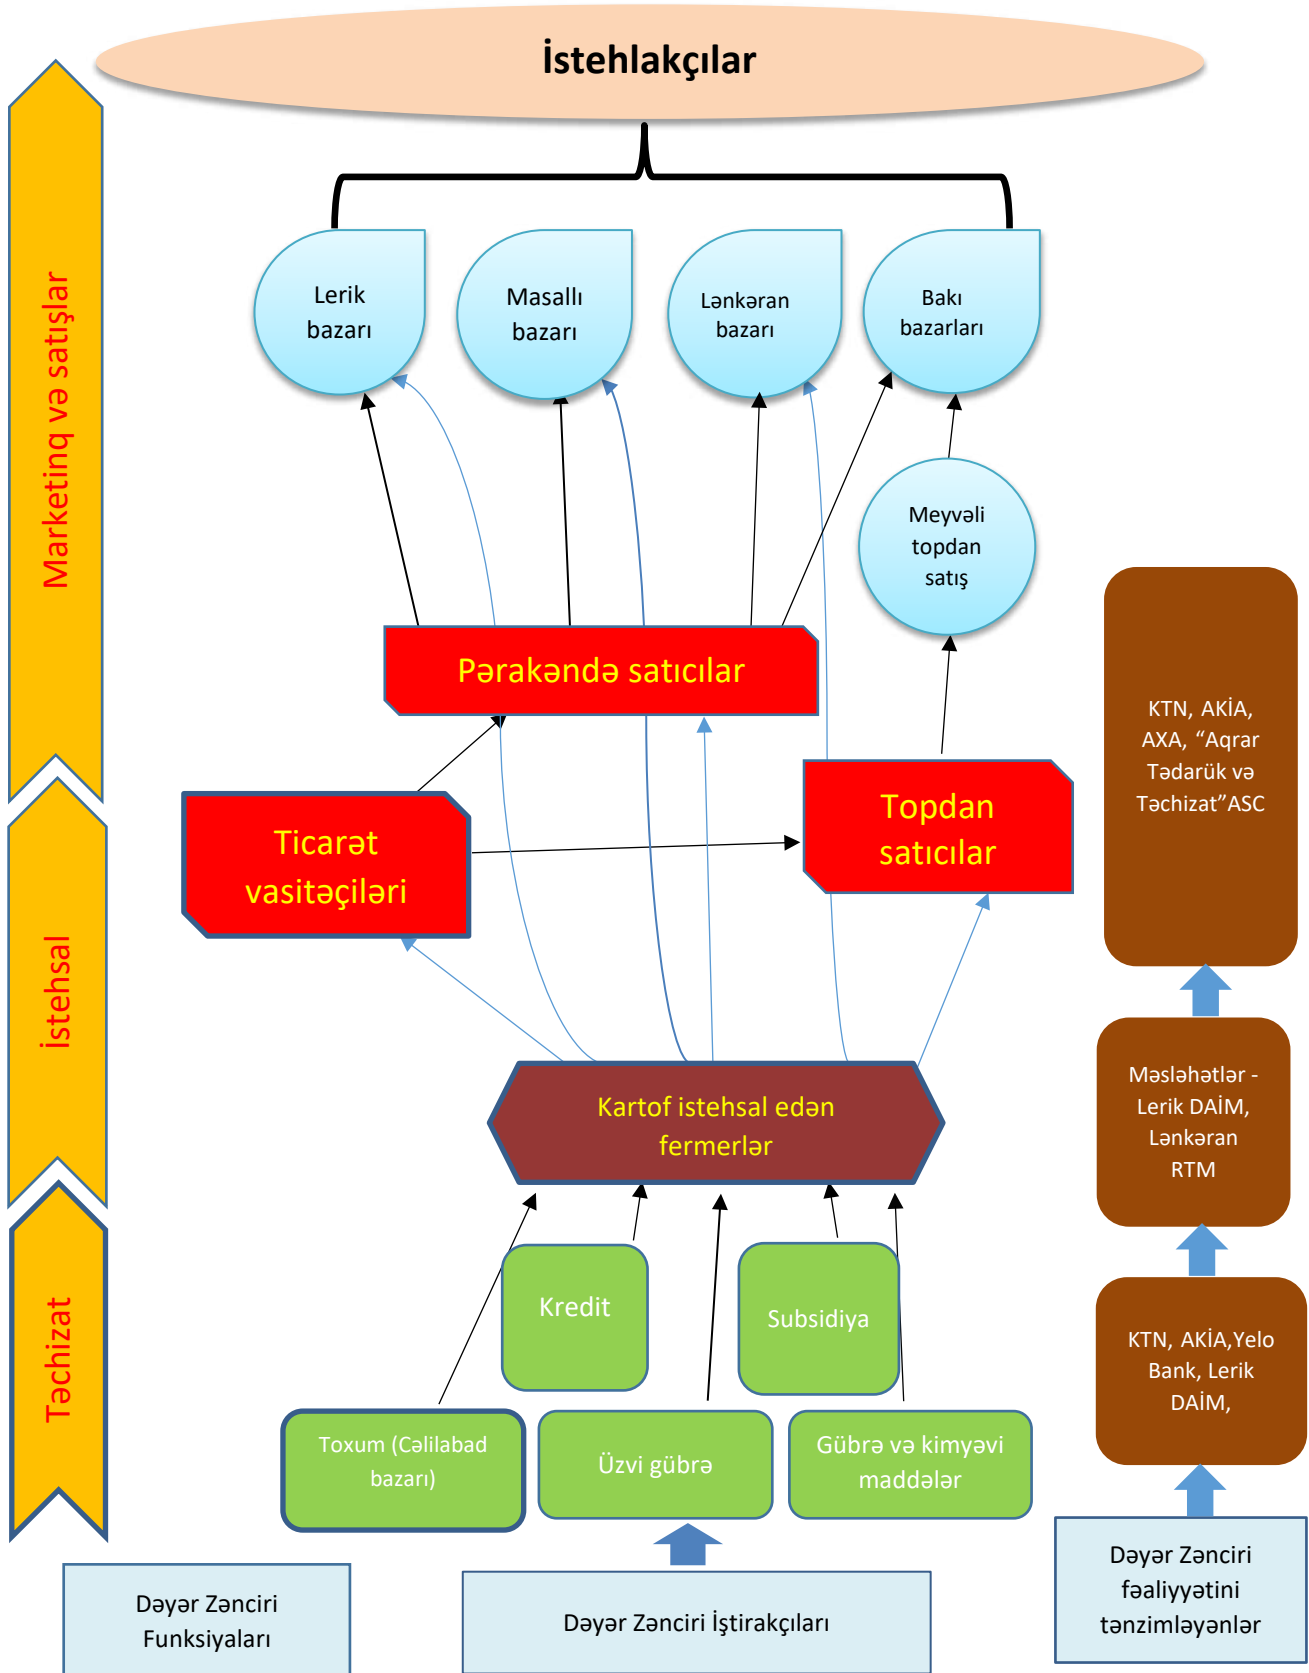 İstehlakçılar
Marketinq və satışlar
Lerik
bazarı
Masallı
bazarı
Lənkəran
bazarı
Bakı
bazarları
Meyvəli
topdan
satış
Pərakəndə satıcılar
KTN, AKİA,
AXA, “Aqrar
Tədarük və
Təchizat”ASC
Ticarət
vasitəçiləri
Topdan
satıcılar
İstehsal
Kartof istehsal edən
fermerlər
Məsləhətlər -
Lerik DAİM,
Lənkəran
RTM
Təchizat
Kredit
Subsidiya
KTN, AKİA,Yelo
Bank, Lerik
DAİM,
Toxum (Cəlilabad
bazarı)
Üzvi gübrə
Gübrə və kimyəvi
maddələr
Dəyər Zənciri
Funksiyaları
Dəyər Zənciri İştirakçıları
Dəyər Zənciri
fəaliyyətini
tənzimləyənlər